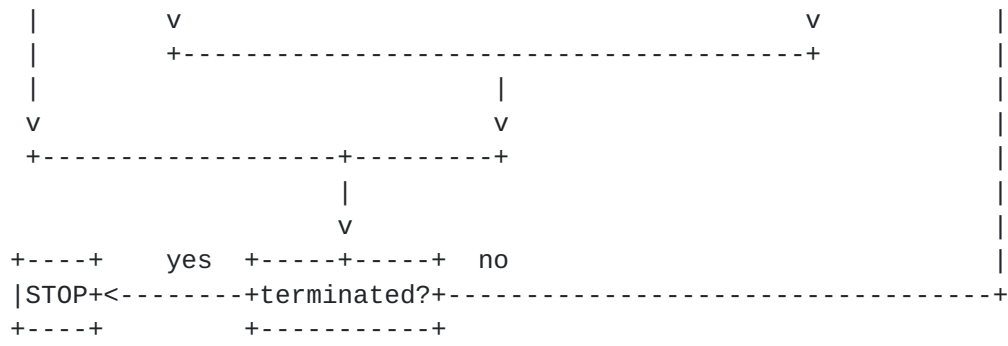 |        v                                        v           |
|        +----------------------------------------+           |
|                             |                               |
v                             v                               |
+-------------------+---------+                               |
                    |                                         |
                    v                                         |
+----+    yes  +-----+-----+  no                               |
|STOP+<--------+terminated?+-----------------------------------+
+----+         +-----------+